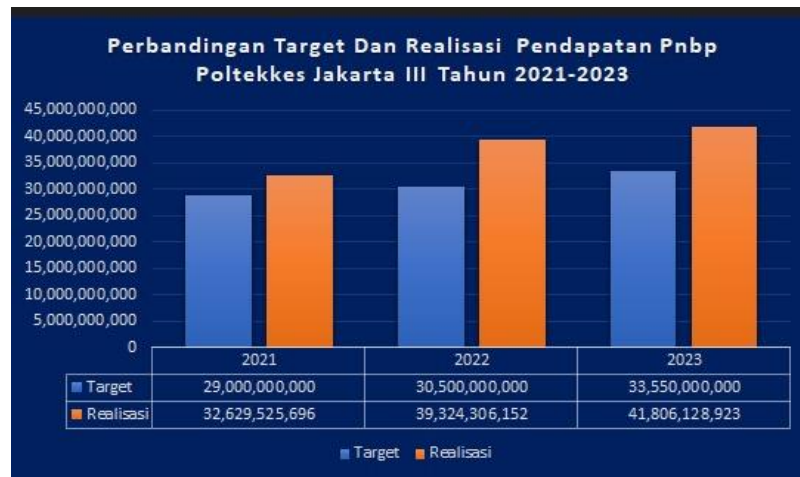 Perbandingan Target Dan Realisasi Pendapatan Pnbp
Poltekkes Jakarta III Tahun 2021-2023
45,000,000,000
40,000,000,000
35,000,000,000
30,000,000,000
25,000,000,000
20,000,000,000
15,000,000,000
10,000,000,000
5,000,000,000
0
2021 2022 2023
Target 29,000,000,000 30,500,000,000 33,550,000,000
Realisasi 32,629,525,696 39,324,306,152 41,806,128,923
Target Realisasi